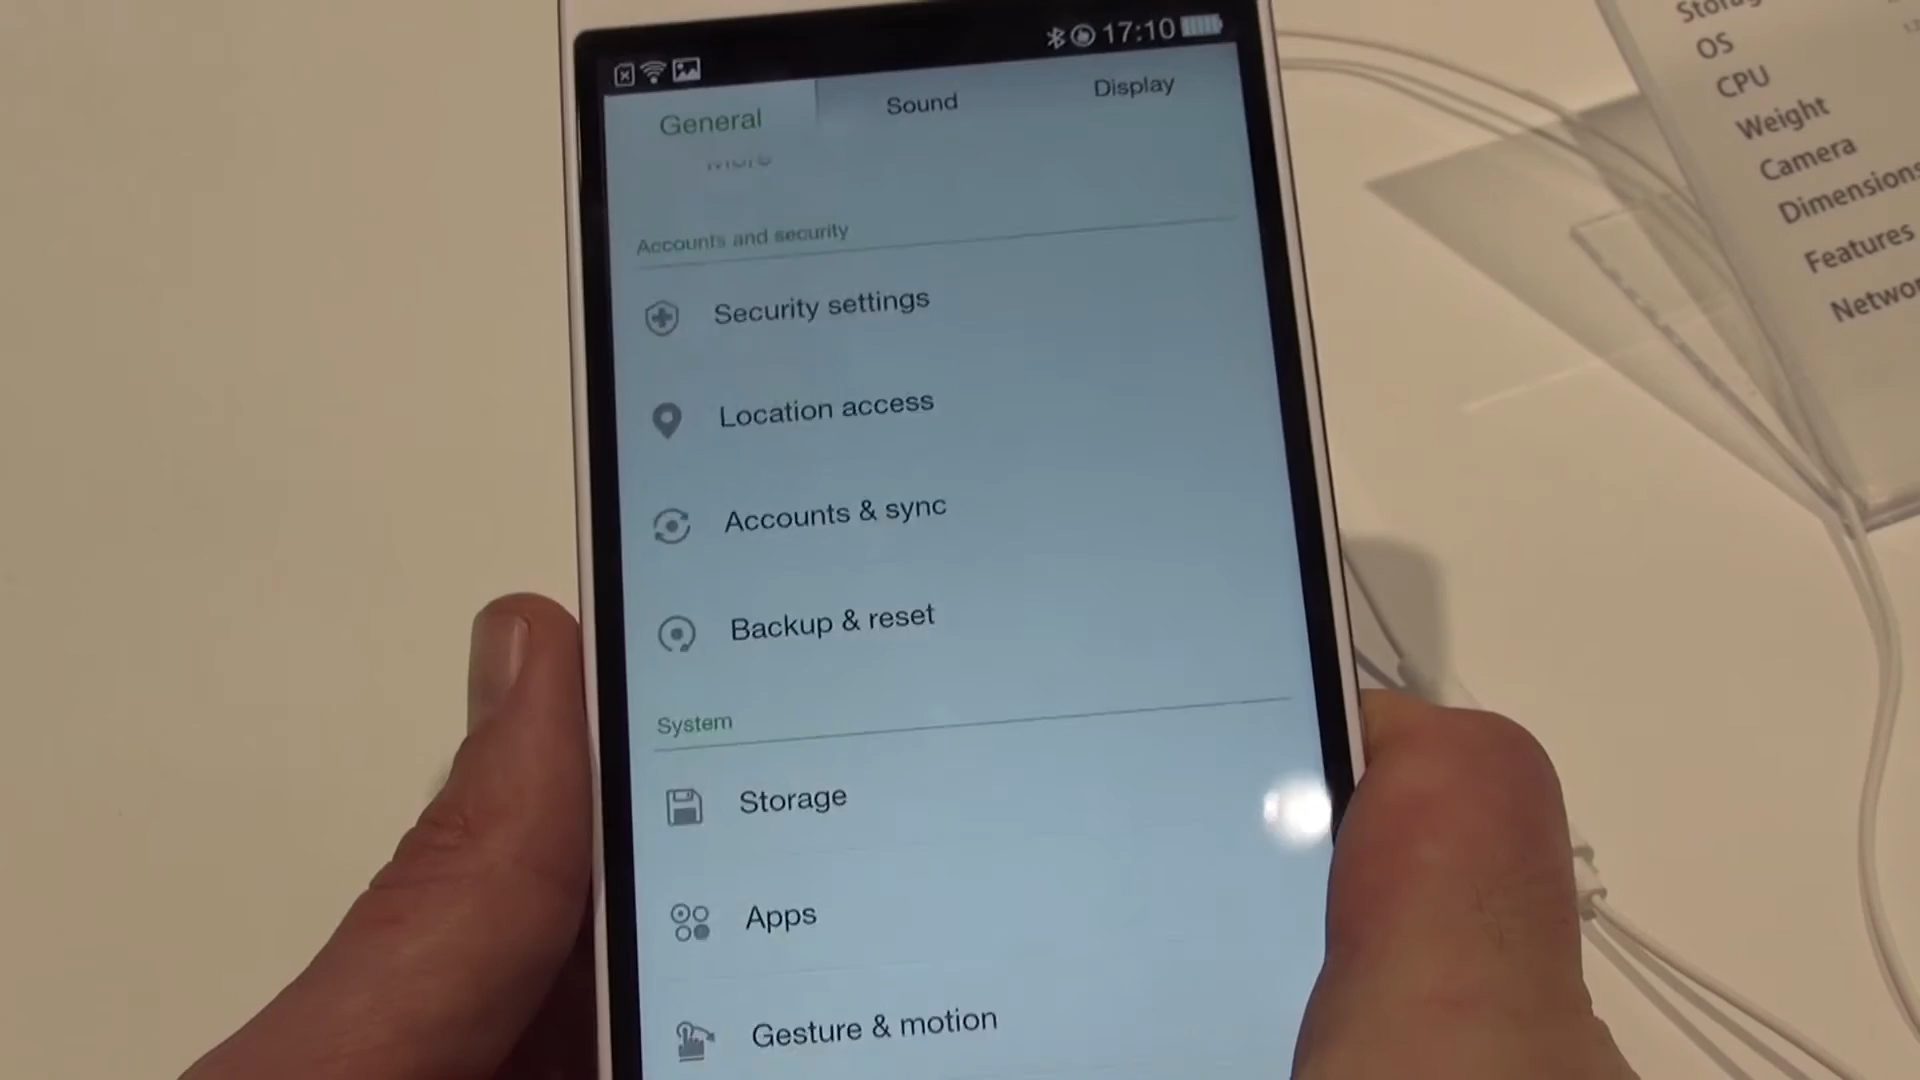 17:10
General
Sound
Display
Accounts and security
Security settings
Location access
Accounts & sync
Backup & reset
System
Storage
Apps
Gesture & motion
OS
CPU
Weight
Camera
Dimensions
Features